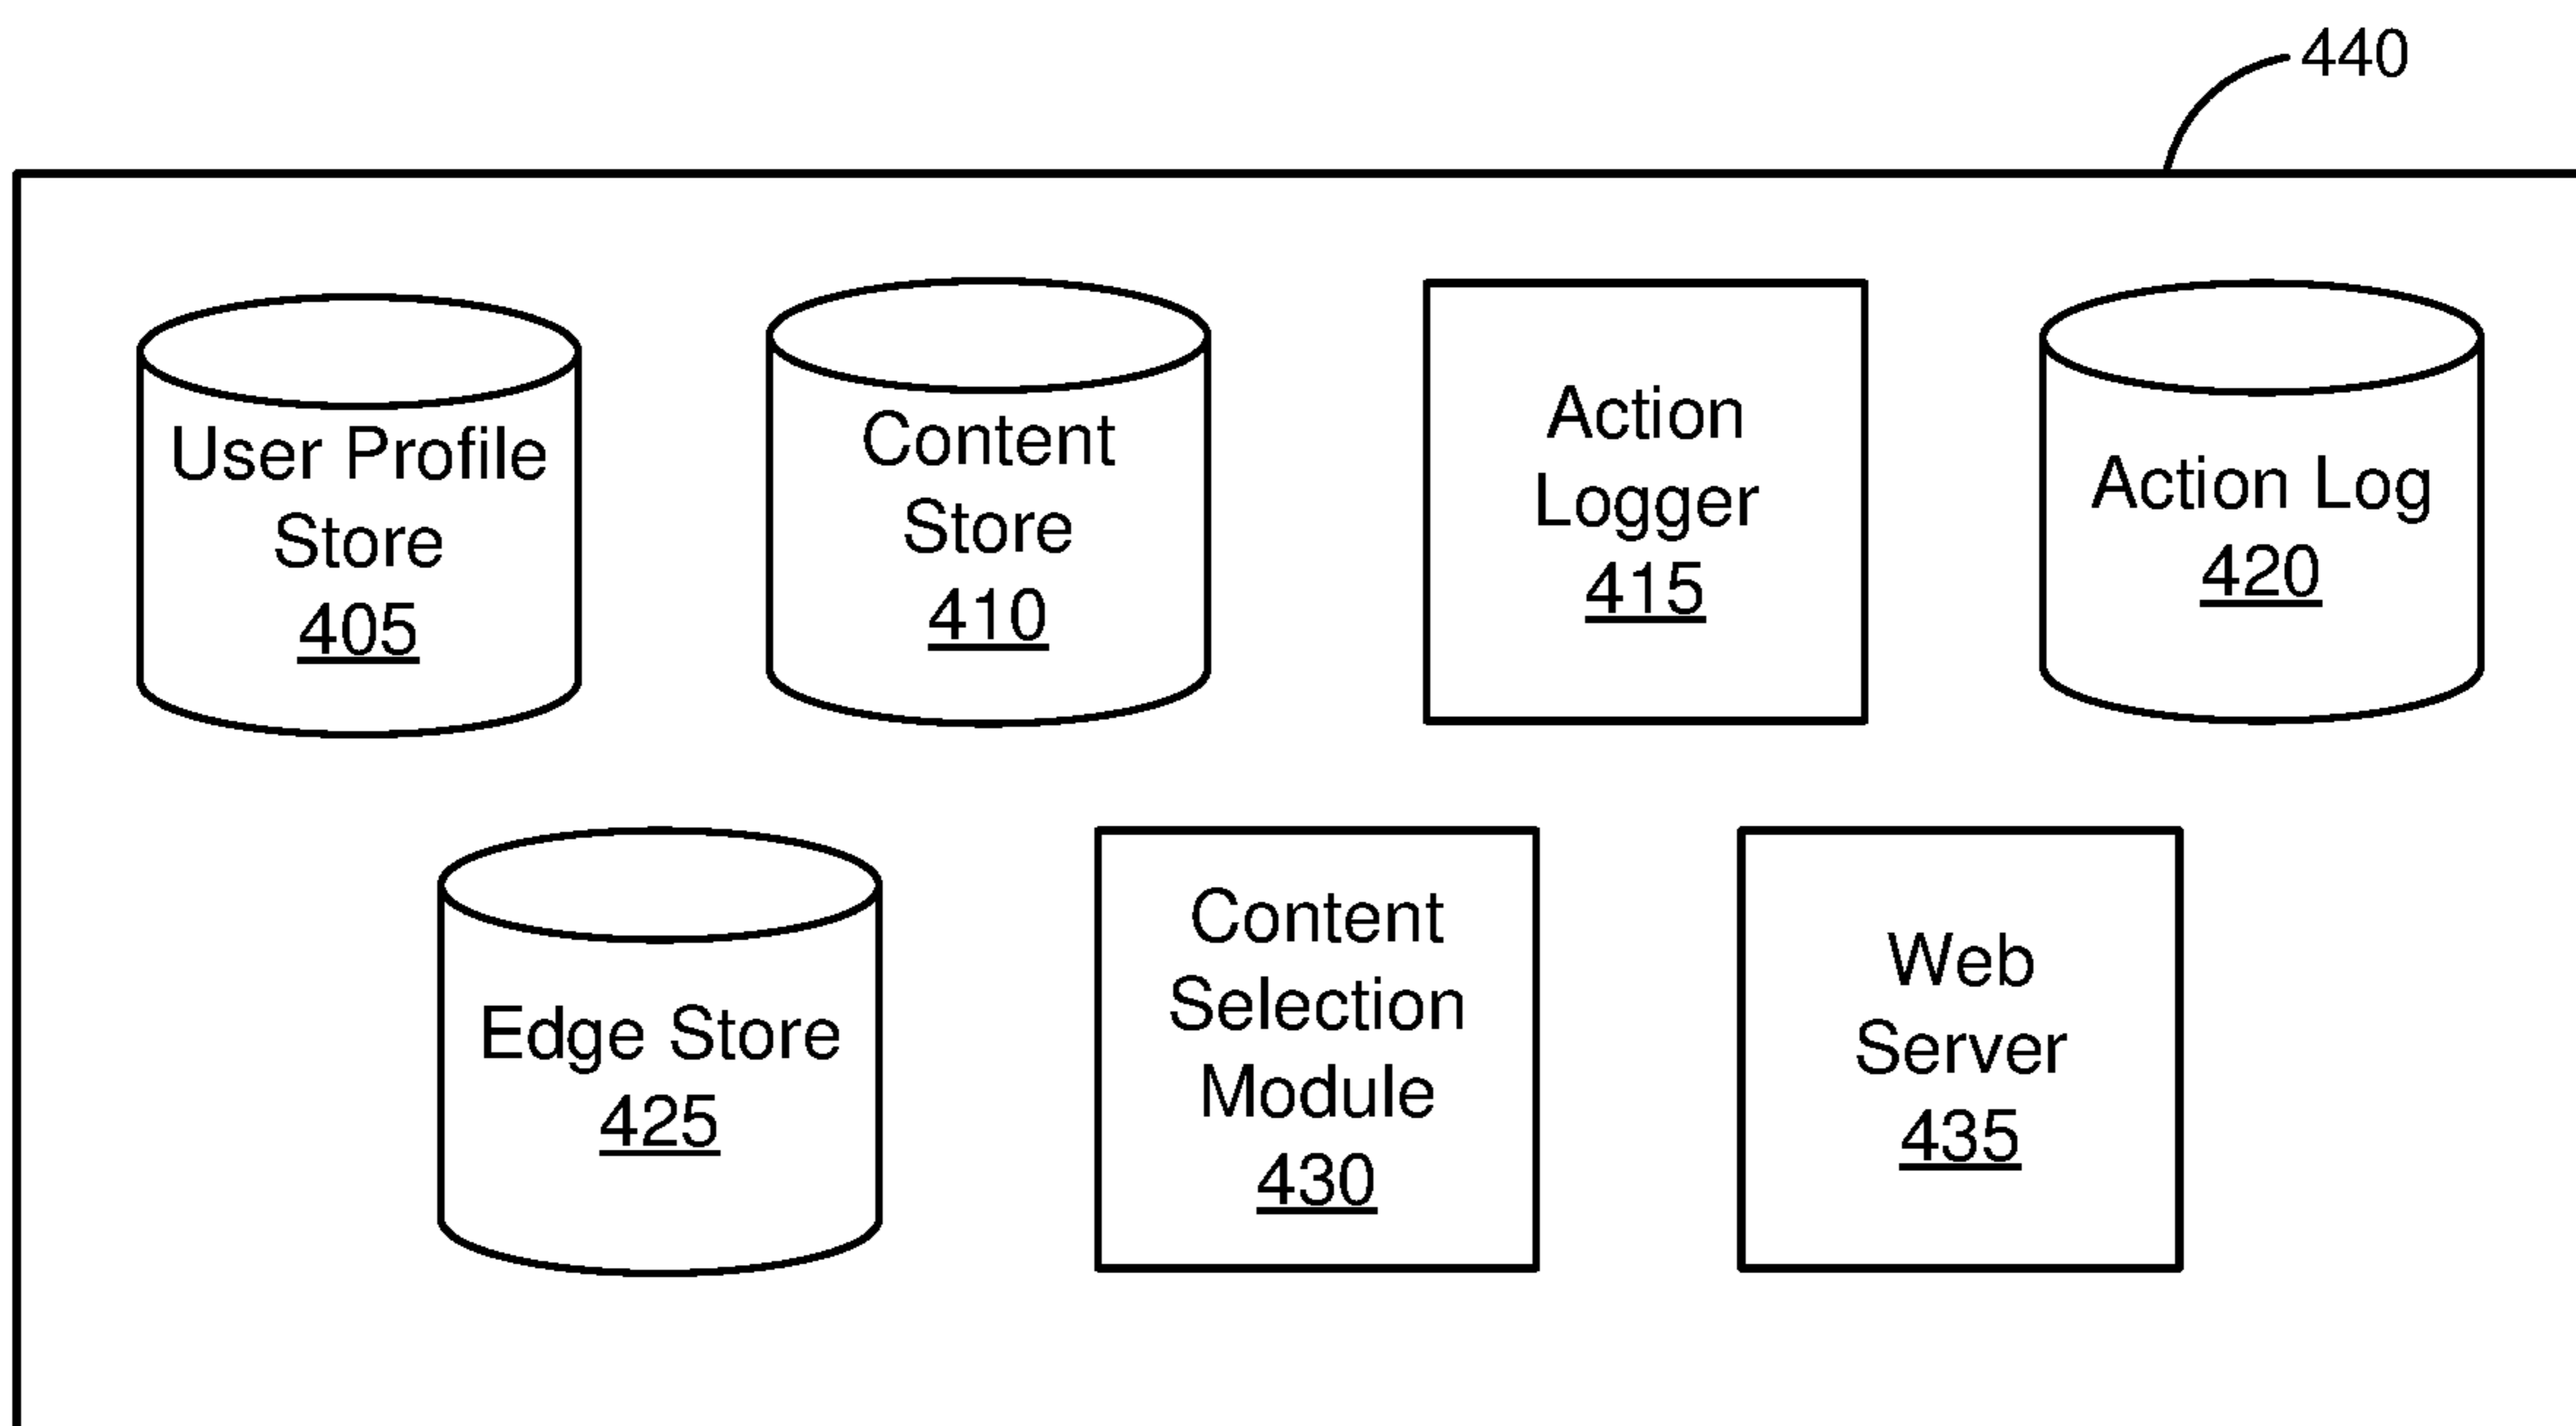 440
User Profile
Store
405
Content
Store
410
Action
Logger
415
Action Log
420
Edge Store
425
Content
Selection
Module
430
Web
Server
435